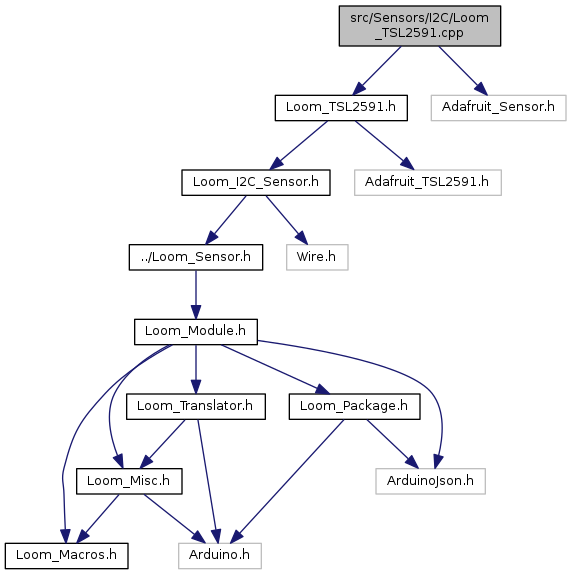 src/Sensors/I2C/Loom
_TSL2591.cpp
Loom_TSL2591.h
Adafruit_Sensor.h
Loom_I2C_Sensor.h
Adafruit_TSL2591.h
../Loom_Sensor.h
Wire.h
Loom_Module.h
Loom_Translator.h
Loom_Package.h
Loom_Misc.h
ArduinoJson.h
Loom_Macros.h
Arduino.h